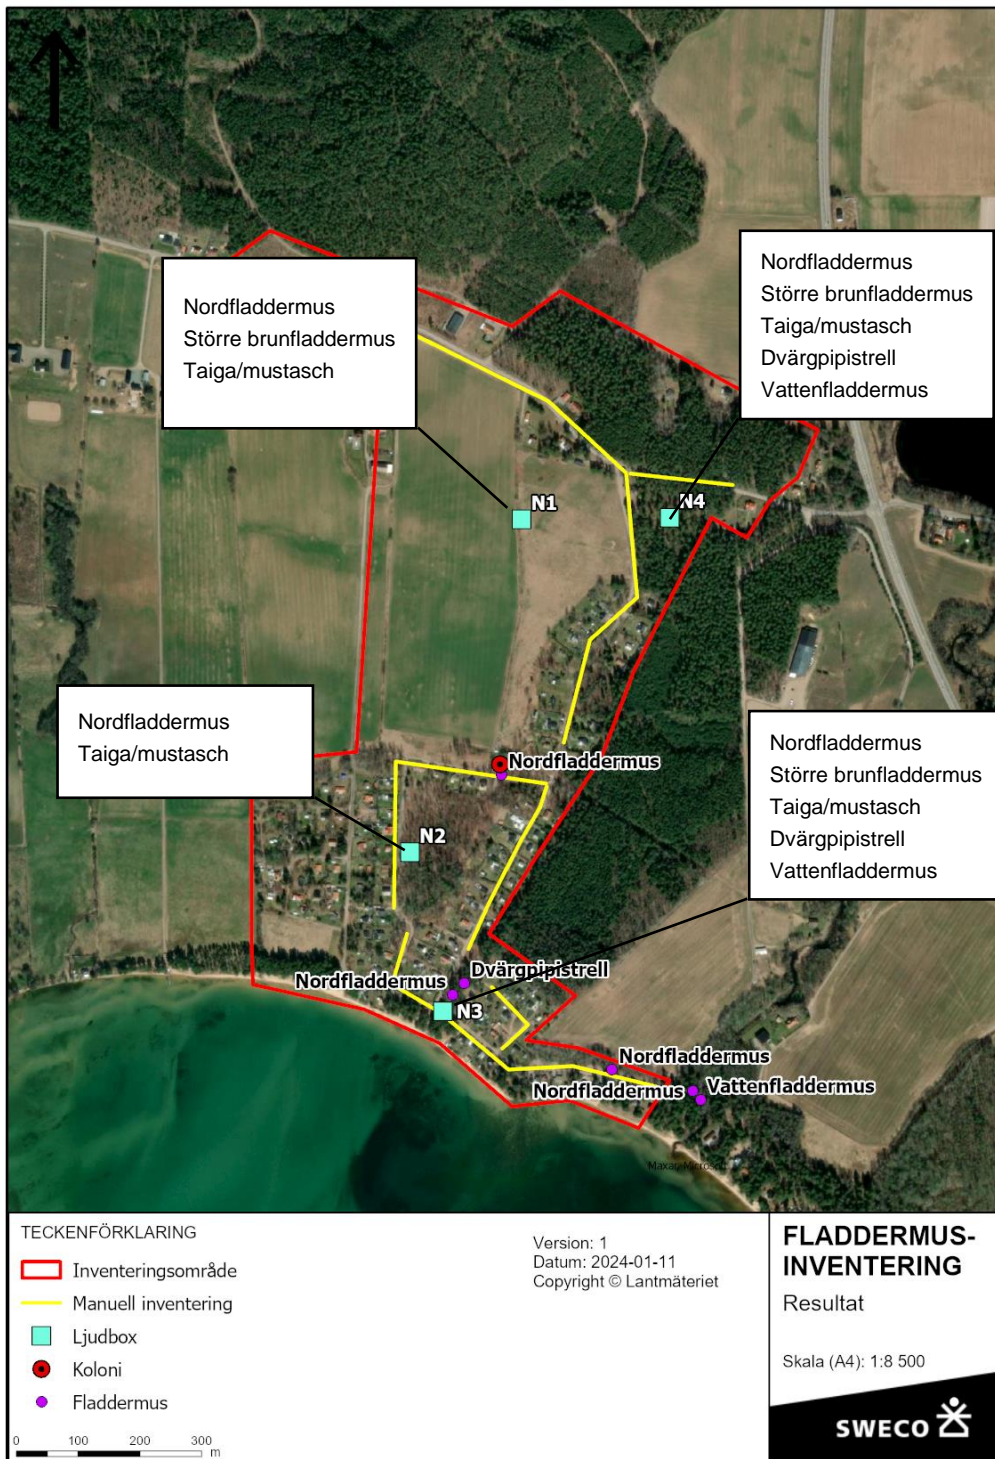 Nordfladdermus
Större brunfladdermus
Taiga/mustasch
Nordfladdermus
Större brunfladdermus
Taiga/mustasch
Dvärgpipistrell
Vattenfladdermus
N1
N4
Nordfladdermus
Taiga/mustasch
Nordfladdermus
Nordfladdermus
Större brunfladdermus
Taiga/mustasch
Dvärgpipistrell
Vattenfladdermus
N2
Dvärgpipistrell
Nordfladdermus
N3
Nordfladdermus
Nordfladdermus
Vattenfladdermus
Maxar, Microsoft
TECKENFÖRKLARING
Inventeringsområde
Manuell inventering
Ljudbox
Koloni
Fladdermus
0 100 200 300
m
Version: 1
Datum: 2024-01-11
Copyright © Lantmäteriet
FLADDERMUS-
INVENTERING
Resultat
Skala (A4): 1:8 500
SWECO